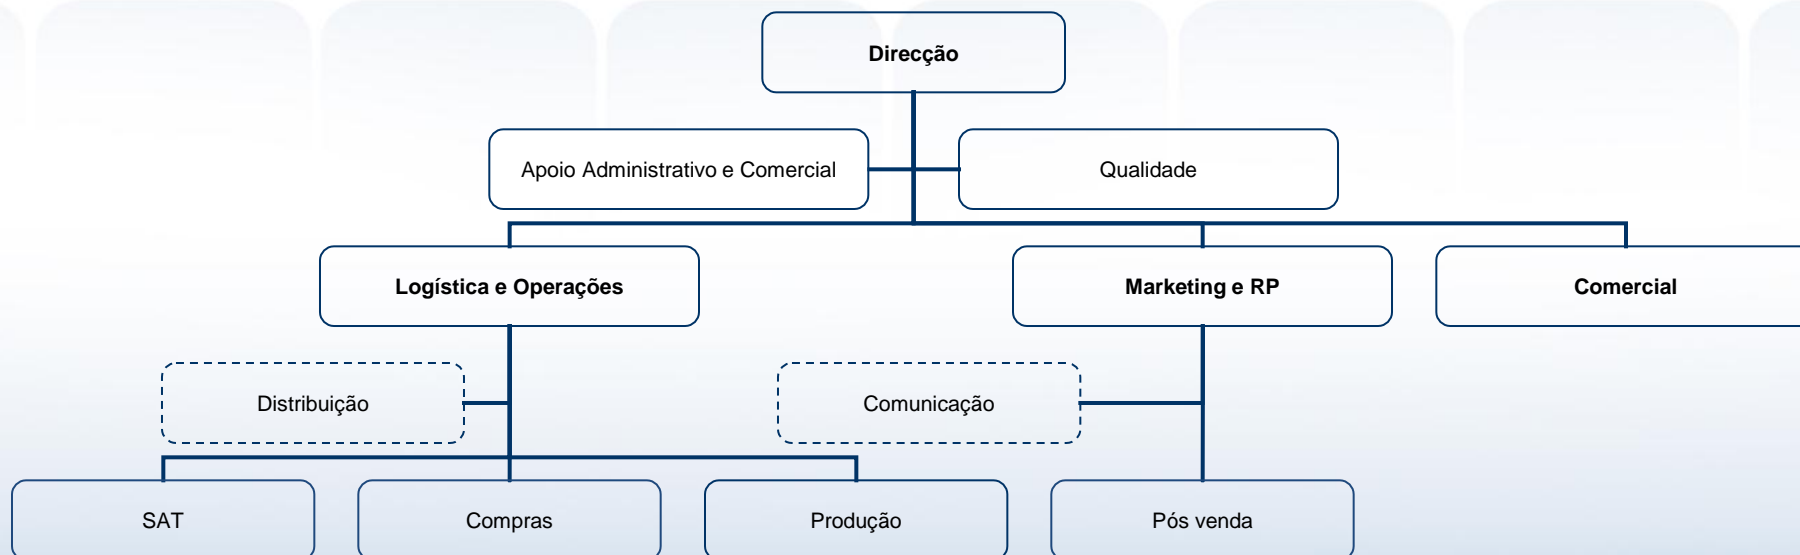 Direcção
Apoio Administrativo e Comercial
Qualidade
Logística e Operações
Marketing e RP
Comercial
Distribuição
Comunicação
SAT
Compras
Produção
Pós venda